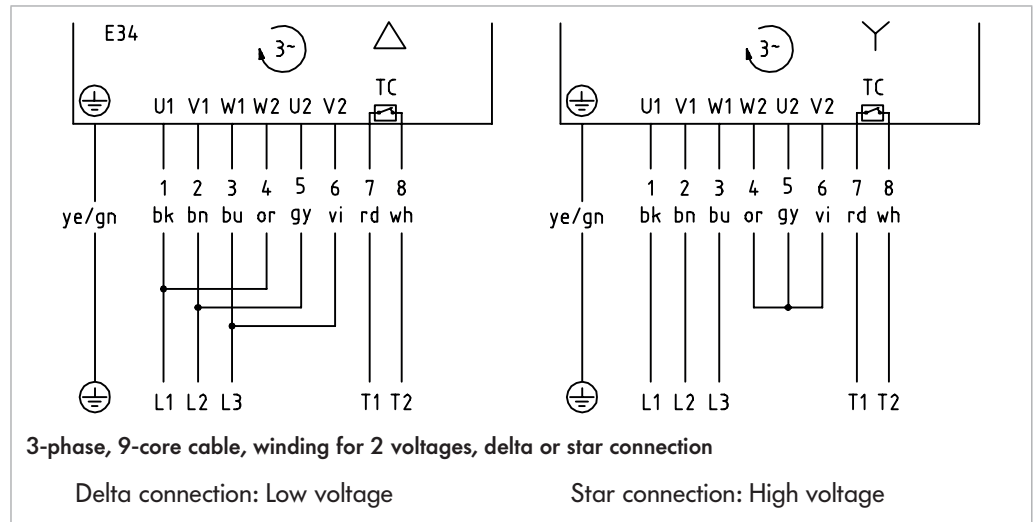 E34 3~ 3~
TC TC
U1 V1 W1 W2 U2 V2 U1 V1 W1 W2 U2 V2
1 2 3 4 5 6 7 8 1 2 3 4 5 6 7 8
ye/gn bk bn bu or gy vi rd wh ye/gn bk bn bu or gy vi rd wh
L1 L2 L3 T1 T2 L1 L2 L3 T1 T2
3-phase, 9-core cable, winding for 2 voltages, delta or star connection
Delta connection: Low voltage Star connection: High voltage